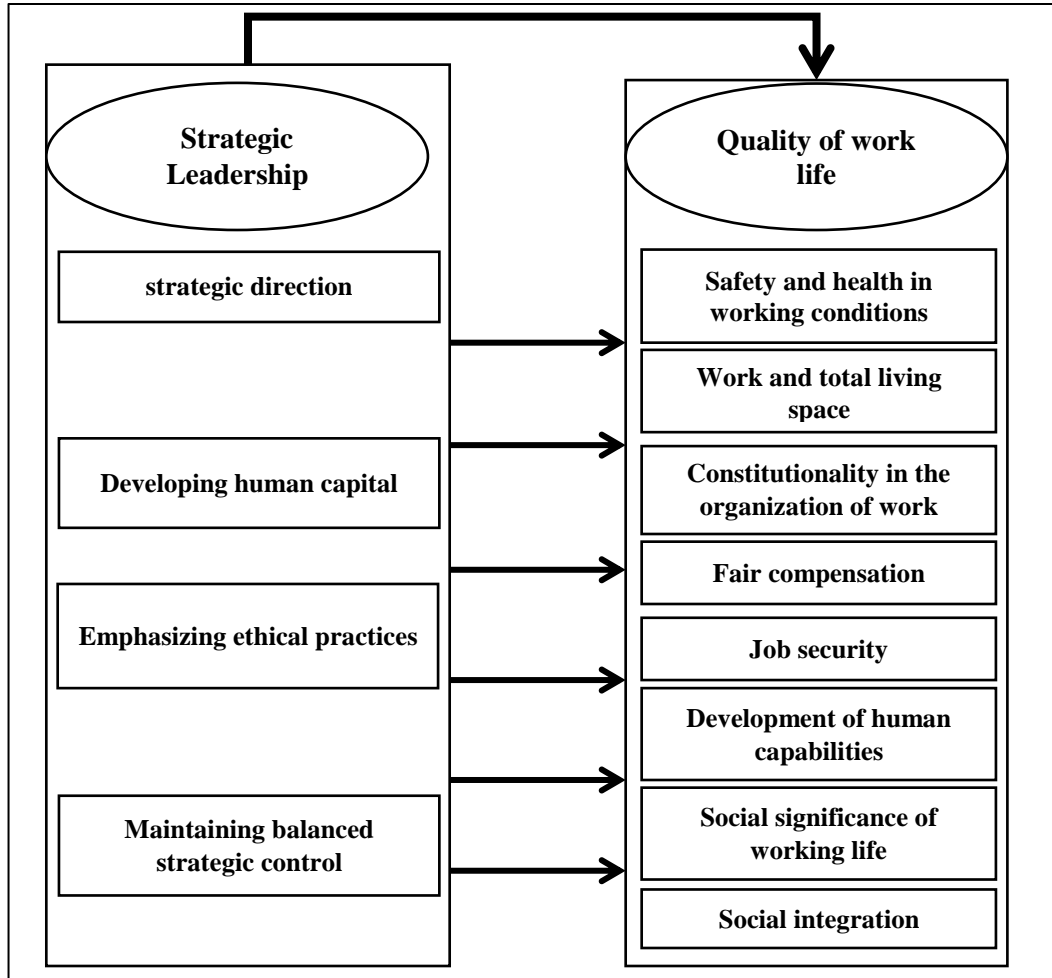 Strategic
Leadership
strategic direction
Developing human capital
Emphasizing ethical practices
Maintaining balanced
strategic control
Quality of work
life
Safety and health in
working conditions
Work and total living
space
Constitutionality in the
organization of work
Fair compensation
Job security
Development of human
capabilities
Social significance of
working life
Social integration